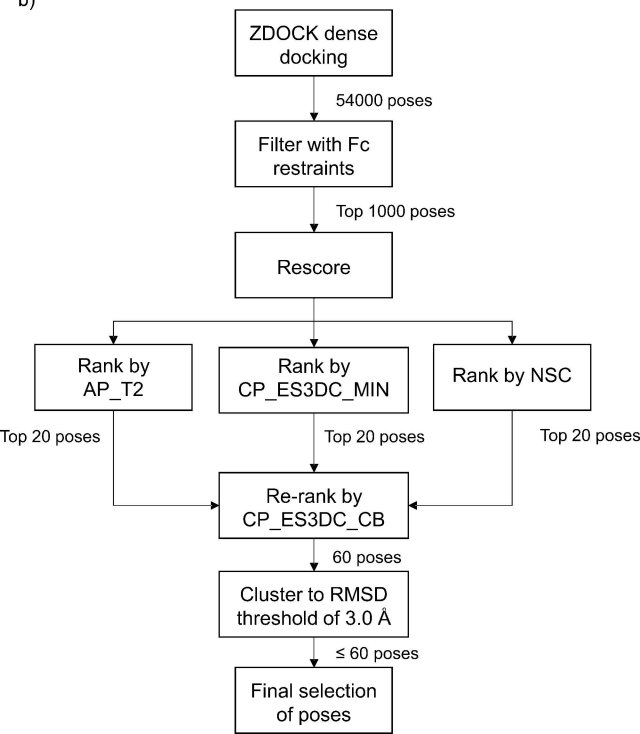 b)
ZDOCK dense
docking
54000 poses
Filter with Fc
restraints
Top 1000 poses
Rescore
Rank by
AP_T2
Rank by
CP_ES3DC_MIN
Rank by NSC
Top 20 poses
Top 20 poses
Top 20 poses
Re-rank by
CP_ES3DC_CB
60 poses
Cluster to RMSD
threshold of 3.0 Å
≤ 60 poses
Final selection
of poses